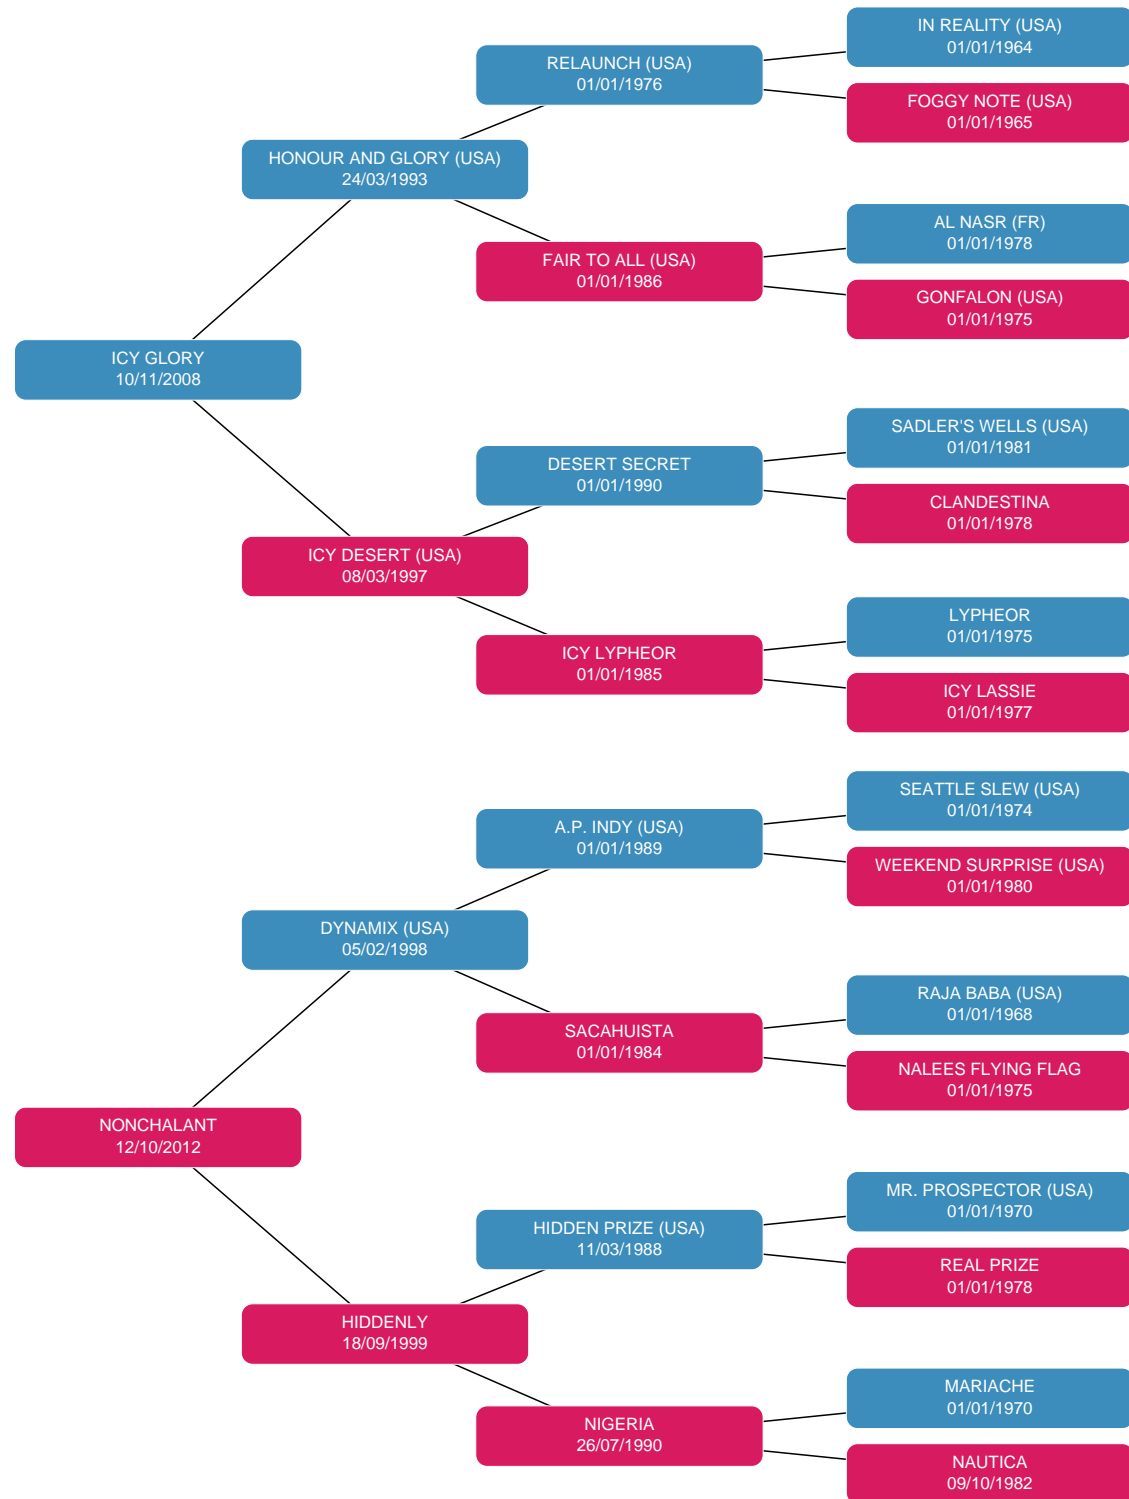 IN REALITY (USA)
01/01/1964
RELAUNCH (USA)
01/01/1976
FOGGY NOTE (USA)
01/01/1965
HONOUR AND GLORY (USA)
24/03/1993
AL NASR (FR)
01/01/1978
FAIR TO ALL (USA)
01/01/1986
GONFALON (USA)
01/01/1975
ICY GLORY
10/11/2008
SADLER'S WELLS (USA)
01/01/1981
DESERT SECRET
01/01/1990
CLANDESTINA
01/01/1978
ICY DESERT (USA)
08/03/1997
LYPHEOR
01/01/1975
ICY LYPHEOR
01/01/1985
ICY LASSIE
01/01/1977
SEATTLE SLEW (USA)
01/01/1974
A.P. INDY (USA)
01/01/1989
WEEKEND SURPRISE (USA)
01/01/1980
DYNAMIX (USA)
05/02/1998
RAJA BABA (USA)
01/01/1968
SACAHUISTA
01/01/1984
NALEES FLYING FLAG
01/01/1975
NONCHALANT
12/10/2012
MR. PROSPECTOR (USA)
01/01/1970
HIDDEN PRIZE (USA)
11/03/1988
REAL PRIZE
01/01/1978
HIDDENLY
18/09/1999
MARIACHE
01/01/1970
NIGERIA
26/07/1990
NAUTICA
09/10/1982